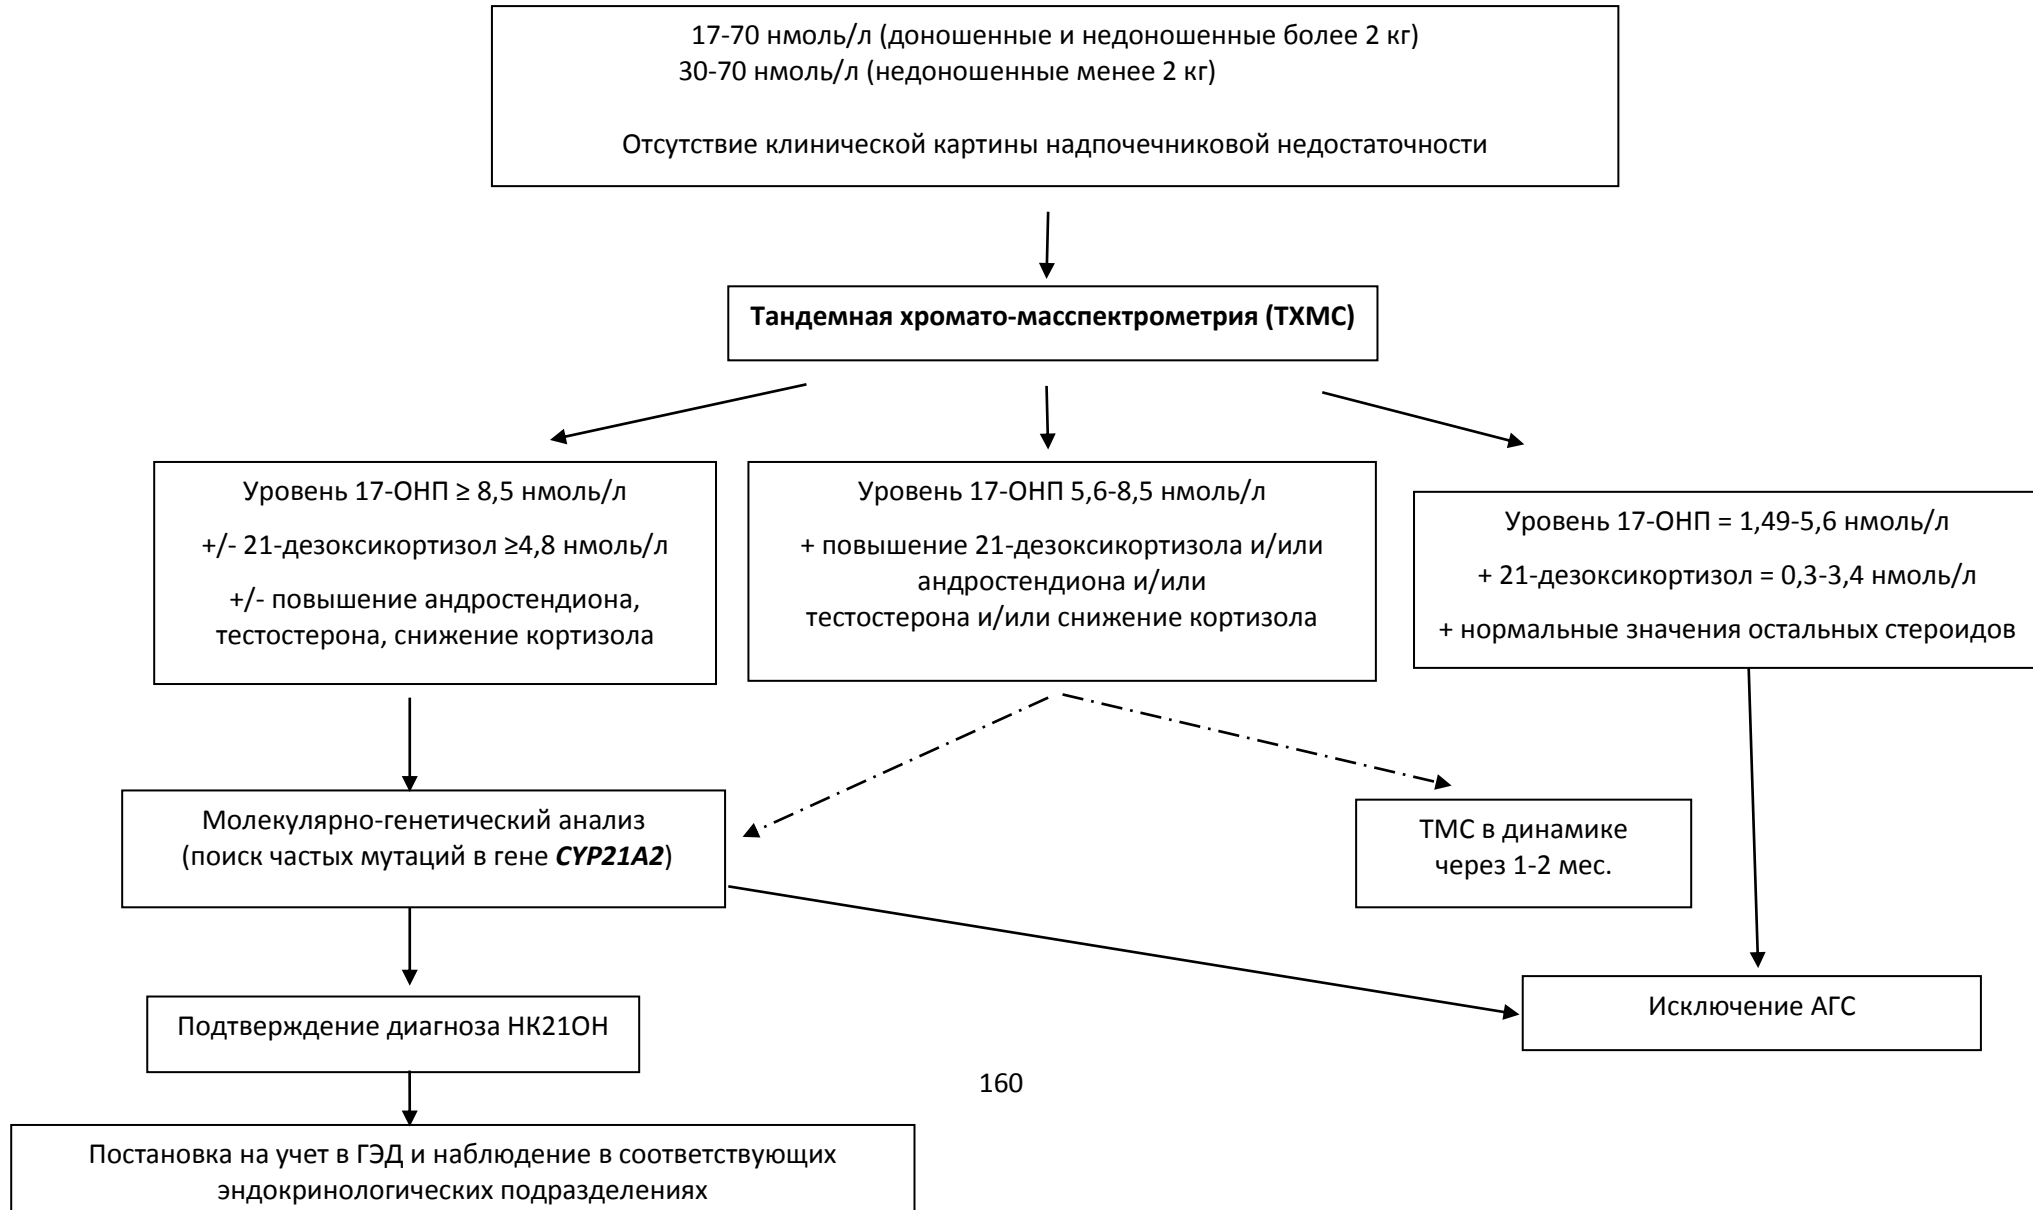 17-70 нмоль/л (доношенные и недоношенные более 2 кг)
30-70 нмоль/л (недоношенные менее 2 кг)
Отсутствие клинической картины надпочечниковой недостаточности
Тандемная хромато-масспектрометрия (ТХМС)
Уровень 17-ОНП ≥ 8,5 нмоль/л
+/- 21-дезоксикортизол ≥4,8 нмоль/л
+/- повышение андростендиона,
тестостерона, снижение кортизола
Уровень 17-ОНП 5,6-8,5 нмоль/л
+ повышение 21-дезоксикортизола и/или
андростендиона и/или
тестостерона и/или снижение кортизола
Уровень 17-ОНП = 1,49-5,6 нмоль/л
+ 21-дезоксикортизол = 0,3-3,4 нмоль/л
+ нормальные значения остальных стероидов
Молекулярно-генетический анализ
(поиск частых мутаций в гене CYP21A2)
ТМС в динамике
через 1-2 мес.
Подтверждение диагноза НК21ОН
Исключение АГС
160
Постановка на учет в ГЭД и наблюдение в соответствующих
эндокринологических подразделениях